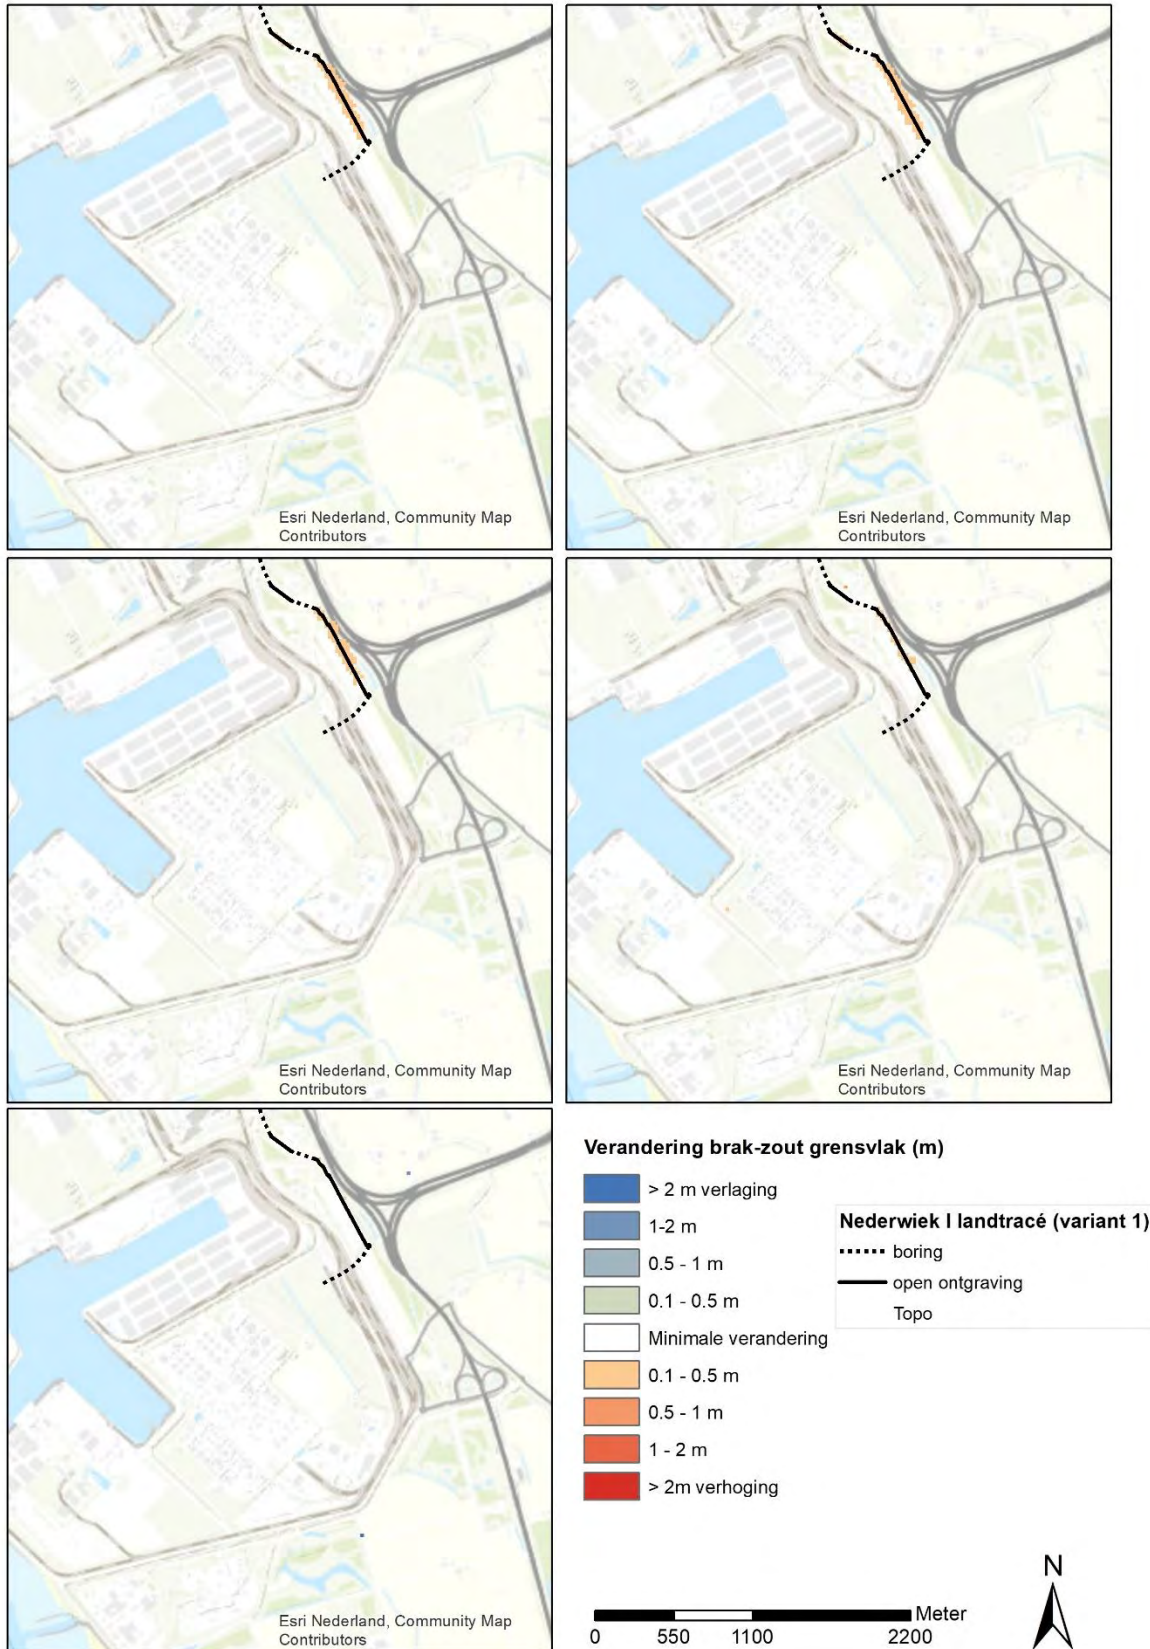 Esri Nederland, Community Map
Contributors
Esri Nederland, Community Map
Contributors
Esri Nederland, Community Map
Contributors
Esri Nederland, Community Map
Contributors
Esri Nederland, Community Map
Contributors
Verandering brak-zout grensvlak (m)
> 2 m verlaging
1-2 m
0.5 - 1 m
0.1 - 0.5 m
Minimale verandering
0.1 - 0.5 m
0.5 - 1 m
1 - 2 m
> 2m verhoging
Nederwiek I landtracé (variant 1)
boring
open ontgraving
Topo
N
Meter
0 550 1100 2200